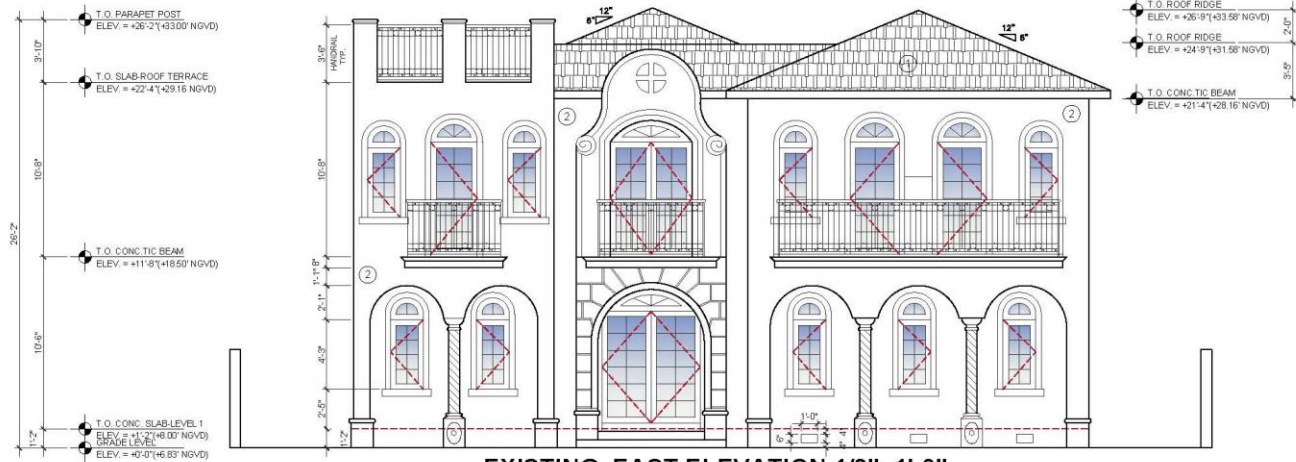 T.O. PARAPET POST
ELEV. = +26'-2"(+33.00' NGVD)
T.O. SLAB-ROOF TERRACE
ELEV. = +22'-4"(+29.16 NGVD)
T.O. CONC.TIC BEAM
ELEV. = +11'-8"(+18.50' NGVD)
T.O. CONC. SLAB-LEVEL 1
ELEV. = +1'-2"(+8.00' NGVD)
GRADE LEVEL
ELEV. = +0'-0"(+6.83' NGVD)
26'-2"
3'-10"
10'-8"
10'-6"
1'-2"
3'-6"
HANDRAIL
TYP.
10'-8"
8"
1'-1"
2'-1"
4'-3"
2'-5"
1'-2"
12"
6"
12"
6"
1
2
2
2
1'-0"
6"
4"
4"
T.O. ROOF RIDGE
ELEV. = +26'-9"(+33.58' NGVD)
T.O. ROOF RIDGE
ELEV. = +24'-9"(+31.58' NGVD)
T.O. CONC.TIC BEAM
ELEV. = +21'-4"(+28.16' NGVD)
2'-0"
3'-5"